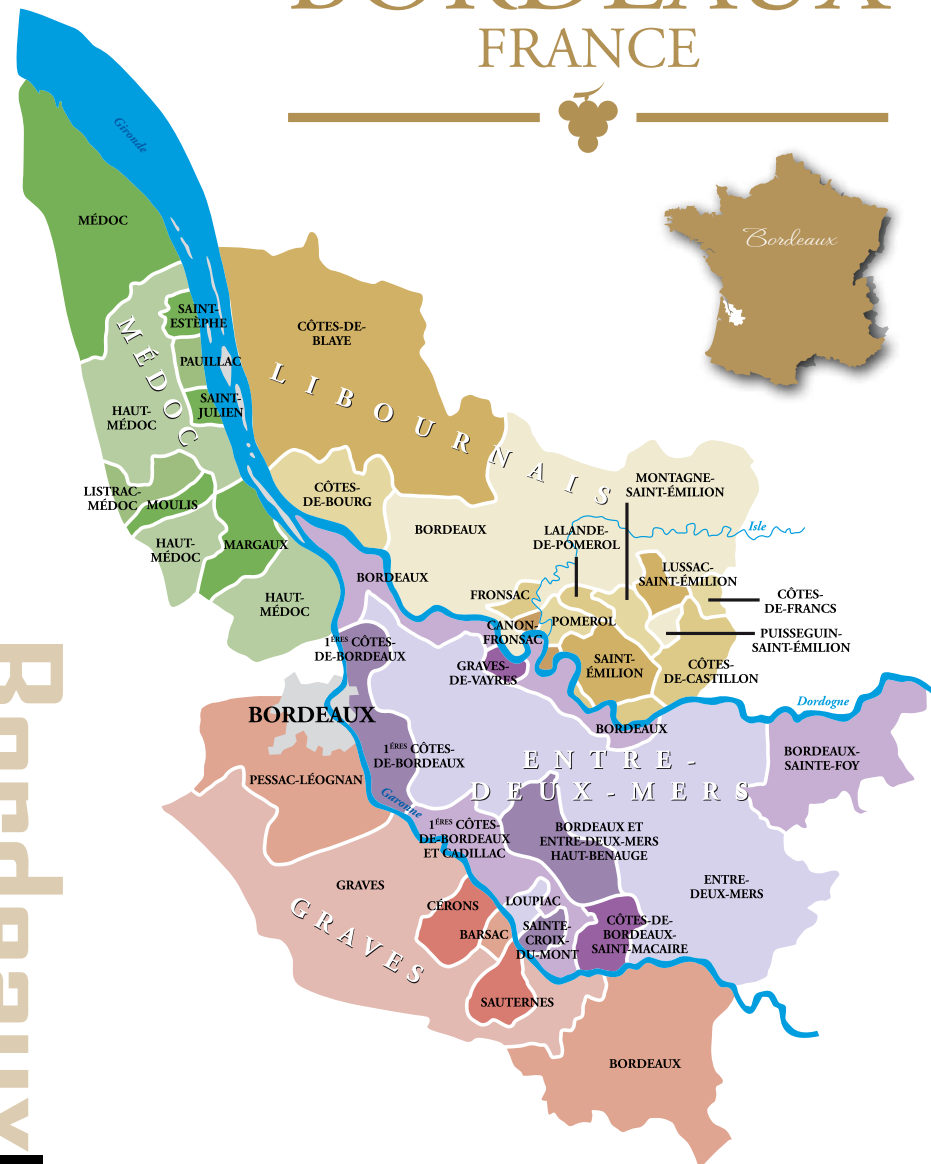 BORDEAUX
FRANCE
Gironde
Bordeaux
MÉDOC
SAINT-
ESTÈPHE
PAUILLAC
SAINT-
JULIEN
MÉDOC
HAUT-
MÉDOC
LISTRAC-
MÉDOC
MOULIS
HAUT-
MÉDOC
MARGAUX
HAUT-
MÉDOC
CÔTES-DE-
BLAYE
LIBOURNAIS
CÔTES-
DE-BOURG
BORDEAUX
MONTAGNE-
SAINT-ÉMILION
LALANDE-
DE-POMEROL
Isle
LUSSAC-
SAINT-ÉMILION
CÔTES-
DE-FRANCS
PUISSEGUIN-
SAINT-ÉMILION
FRONSAC
CANON-
FRONSAC
POMEROL
SAINT-
ÉMILION
CÔTES-
DE-CASTILLON
BORDEAUX
1ÈRES CÔTES-
DE-BORDEAUX
GRAVES-
DE-VAYRES
Dordogne
BORDEAUX
BORDEAUX
1ÈRES CÔTES-
DE-BORDEAUX
ENTRE-
DEUX-MERS
BORDEAUX-
SAINTE-FOY
PESSAC-LÉOGNAN
Garonne
1ÈRES CÔTES-
DE-BORDEAUX
ET CADILLAC
BORDEAUX ET
ENTRE-DEUX-MERS
HAUT-BENAUGE
ENTRE-
DEUX-MERS
GRAVES
GRAVES
CÉRONS
BARSAC
LOUPIAC
SAINTE-
CROIX-
DU-MONT
CÔTES-DE-
BORDEAUX-
SAINT-MACAIRE
SAUTERNES
BORDEAUX
Bordeaux